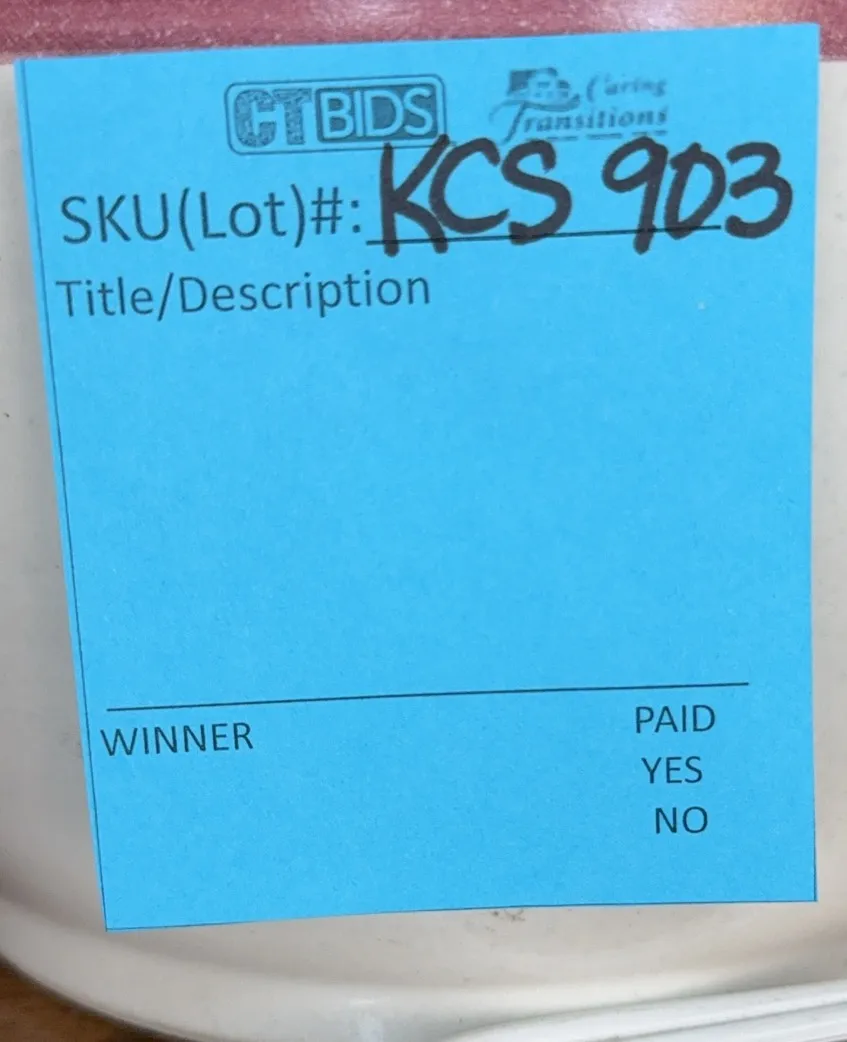 CTBIDS Caring Transitions
SKU(Lot)#: KCS 903
Title/Description
WINNER PAID
YES
NO